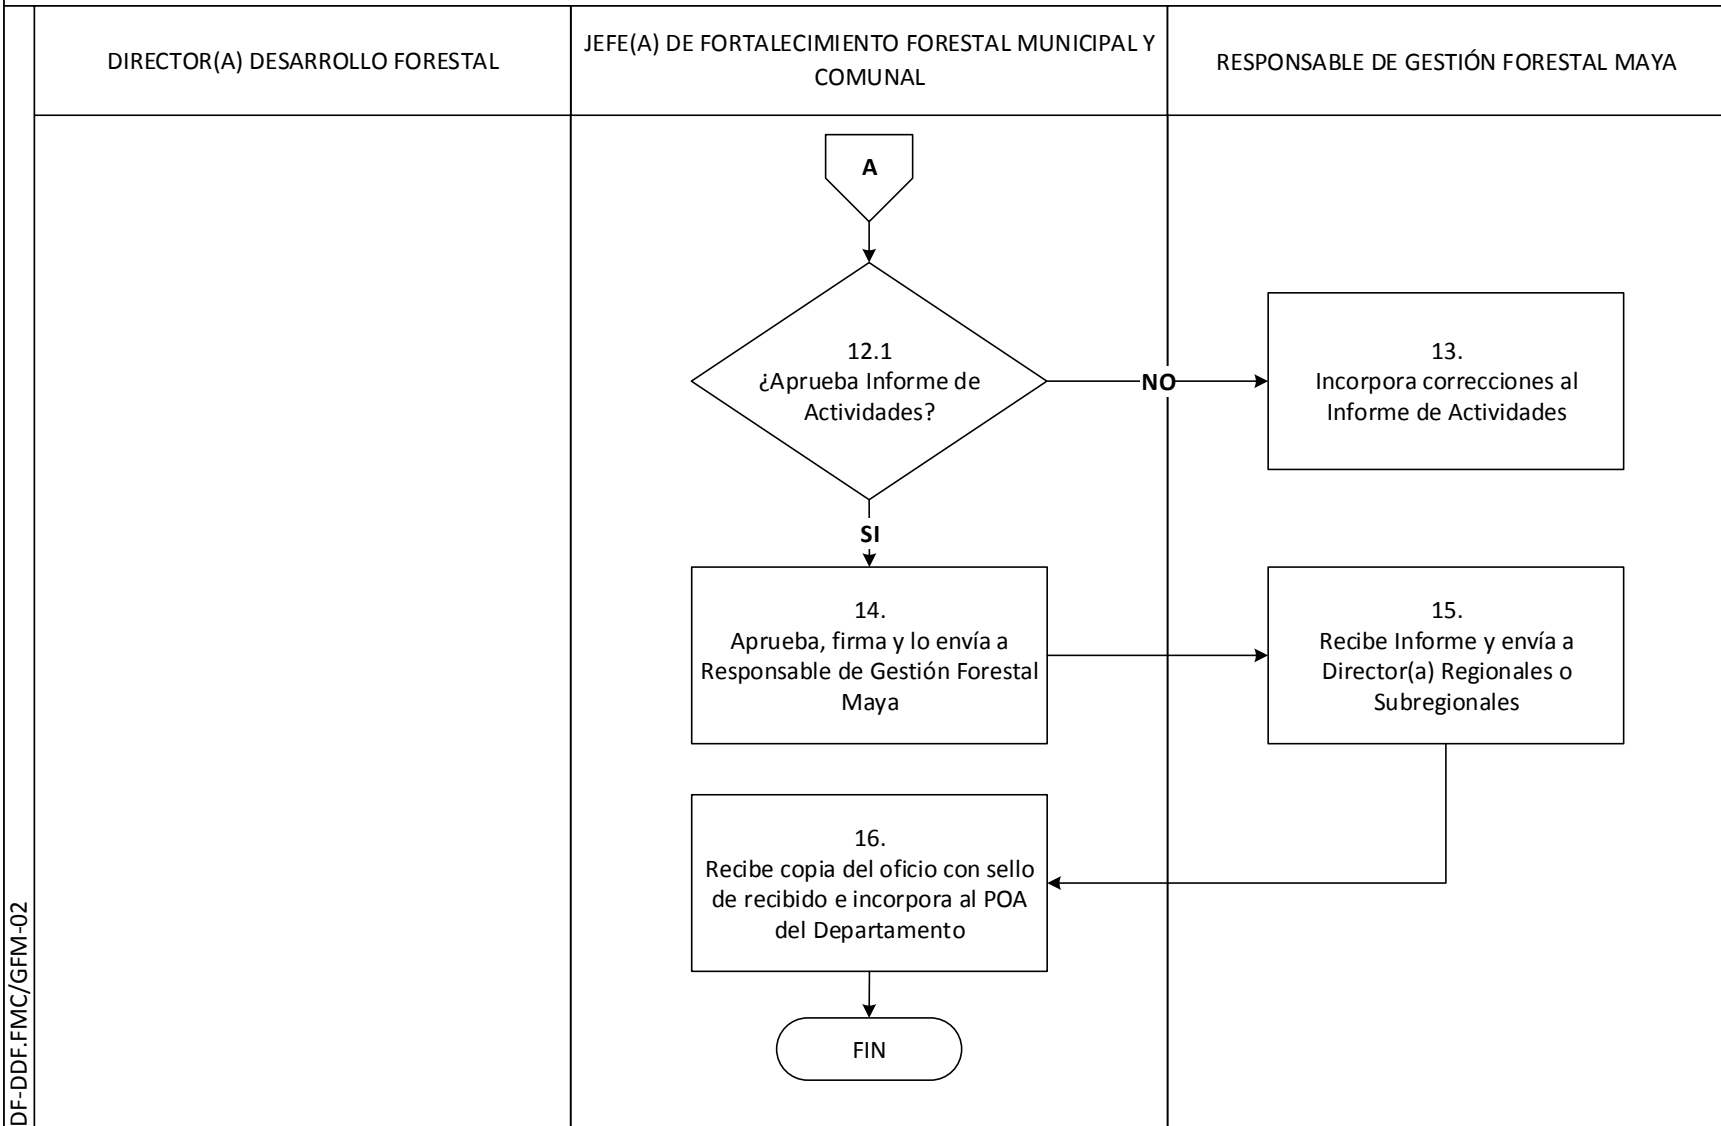 DIRECTOR(A) DESARROLLO FORESTAL
JEFE(A) DE FORTALECIMIENTO FORESTAL MUNICIPAL Y
COMUNAL
RESPONSABLE DE GESTIÓN FORESTAL MAYA
A
12.1
¿Aprueba Informe de
Actividades?
NO
13.
Incorpora correcciones al
Informe de Actividades
SI
14.
Aprueba, firma y lo envía a
Responsable de Gestión Forestal
Maya
15.
Recibe Informe y envía a
Director(a) Regionales o
Subregionales
16.
Recibe copia del oficio con sello
de recibido e incorpora al POA
del Departamento
FIN
DF-DDF.FMC/GFM-02